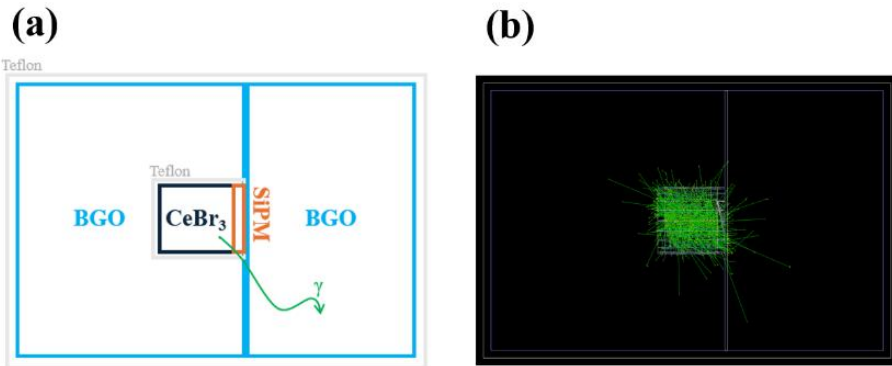 (a)
(b)
Teflon
Teflon
BGO
CeBr₃
SiPM
BGO
γ